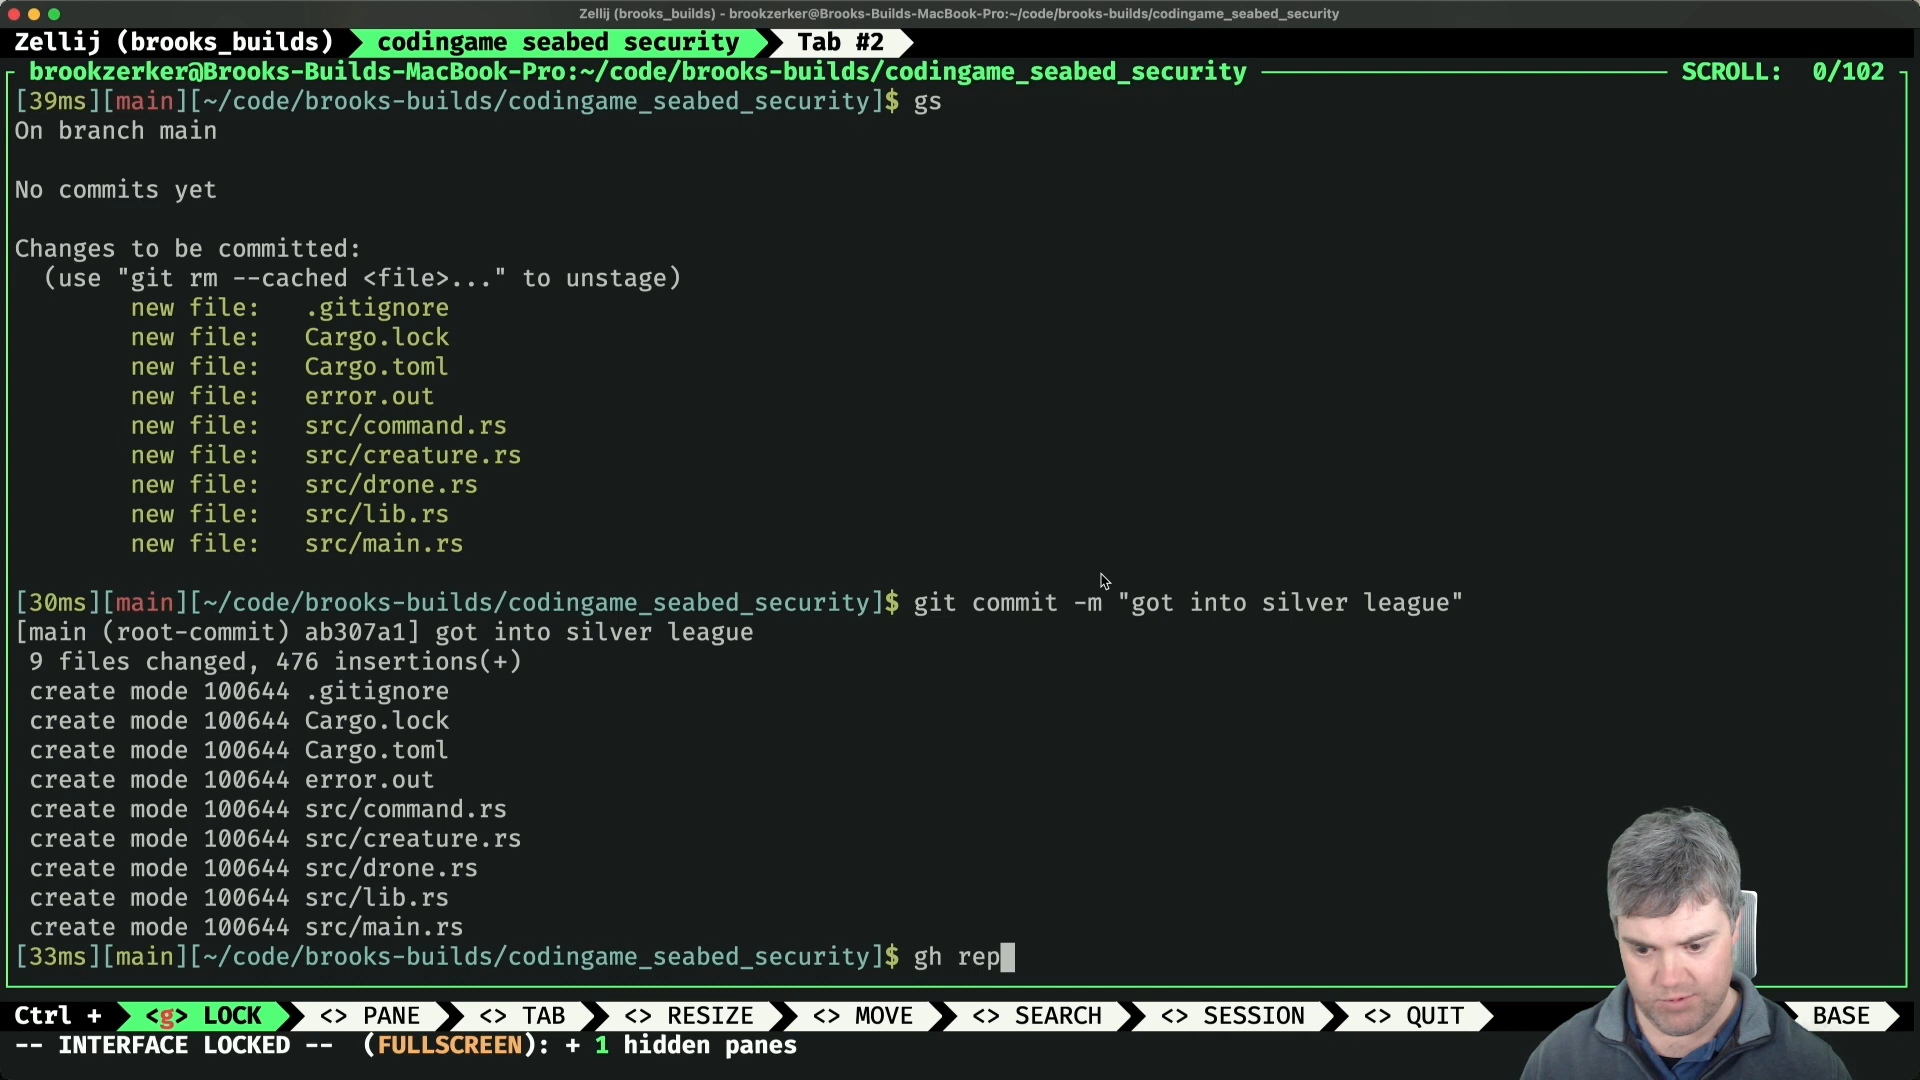 Zellij (brooks_builds) - brookzerker@Brooks-Builds-MacBook-Pro:~/code/brooks-builds/codingame_seabed_security
Zellij (brooks_builds) codingame seabed security Tab #2
brookzerker@Brooks-Builds-MacBook-Pro:~/code/brooks-builds/codingame_seabed_security SCROLL: 0/102
[39ms][main][~/code/brooks-builds/codingame_seabed_security]$ gs
On branch main
No commits yet
Changes to be committed:
(use "git rm --cached <file>..." to unstage)
new file: .gitignore
new file: Cargo.lock
new file: Cargo.toml
new file: error.out
new file: src/command.rs
new file: src/creature.rs
new file: src/drone.rs
new file: src/lib.rs
new file: src/main.rs
[30ms][main][~/code/brooks-builds/codingame_seabed_security]$ git commit -m "got into silver league"
[main (root-commit) ab307a1] got into silver league
9 files changed, 476 insertions(+)
create mode 100644 .gitignore
create mode 100644 Cargo.lock
create mode 100644 Cargo.toml
create mode 100644 error.out
create mode 100644 src/command.rs
create mode 100644 src/creature.rs
create mode 100644 src/drone.rs
create mode 100644 src/lib.rs
create mode 100644 src/main.rs
[33ms][main][~/code/brooks-builds/codingame_seabed_security]$ gh rep
Ctrl + <g> LOCK <> PANE <> TAB <> RESIZE <> MOVE <> SEARCH <> SESSION <> QUIT BASE
-- INTERFACE LOCKED -- (FULLSCREEN): + 1 hidden panes